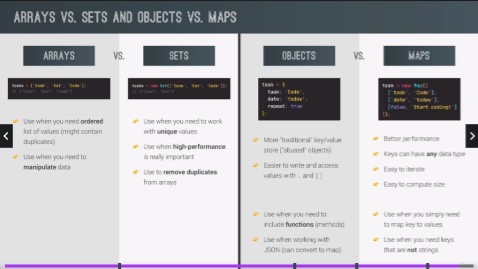 ARRAYS VS. SETS AND OBJECTS VS. MAPS
ARRAYS
VS.
SETS
tasks = ['Code', 'Eat', 'Code'];
// ["Code", "Eat", "Code"]
tasks = new Set(['Code', 'Eat', 'Code']);
👉 Use when you need ordered
list of values (might contain
duplicates)
👉 Use when you need to
manipulate data
👉 Use when you need to work
with unique values
👉 Use when high-performance
is really important
👉 Use to remove duplicates
from arrays
OBJECTS
VS.
MAPS
task = {
task: 'Code',
date: 'today',
repeat: true
};
task = new Map([
['task', 'Code'],
['date', 'today'],
[false, 'Start coding!']
]);
👉 More "traditional" key/value
store ("abused" objects)
👉 Easier to write and access
values with . and []
👉 Use when you need to
include functions (methods)
👉 Use when working with
JSON (can convert to map)
👉 Better performance
👉 Keys can have any data type
👉 Easy to iterate
👉 Easy to compute size
👉 Use when you simply need
to map key to values
👉 Use when you need keys
that are not strings